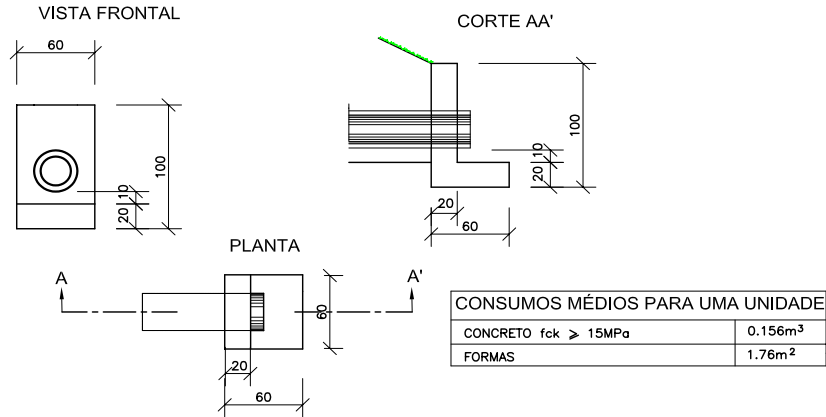 VISTA FRONTAL
60
100
10
20
CORTE AA'
100
10
20
20
60
PLANTA
A
A'
60
20
60
CONSUMOS MÉDIOS PARA UMA UNIDADE
CONCRETO fck ⩾ 15MPa 0.156m³
FORMAS 1.76m²